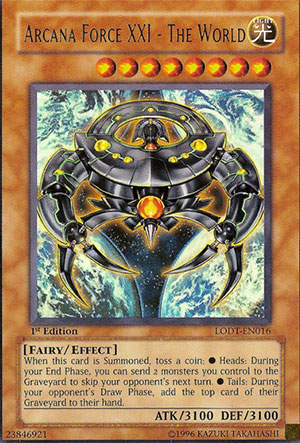 ARCANA FORCE XXI - THE WORLD
LIGHT
光
1st Edition
LODT-EN016
[FAIRY/EFFECT]
When this card is Summoned, toss a coin: ● Heads: During
your End Phase, you can send 2 monsters you control to the
Graveyard to skip your opponent's next turn. ● Tails: During
your opponent's Draw Phase, add the top card of their
Graveyard to their hand.
ATK/3100 DEF/3100
23846921
©1996 KAZUKI TAKAHASHI